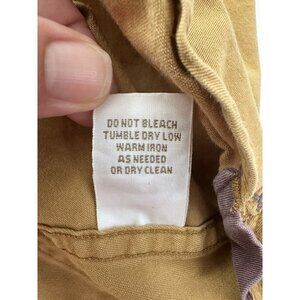 DO NOT BLEACH
TUMBLE DRY LOW
WARM IRON
AS NEEDED
OR DRY CLEAN